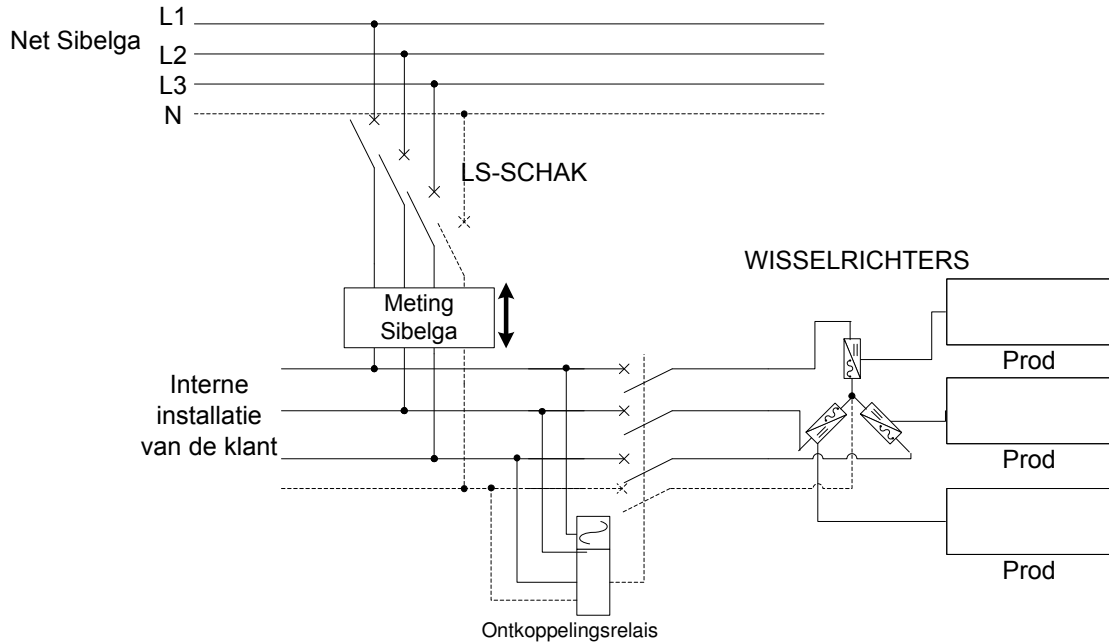 L1
Net Sibelga
L2
L3
N
LS-SCHAK
WISSELRICHTERS
Meting
Sibelga
Prod
Interne
installatie
van de klant
Prod
Prod
Ontkoppelingsrelais